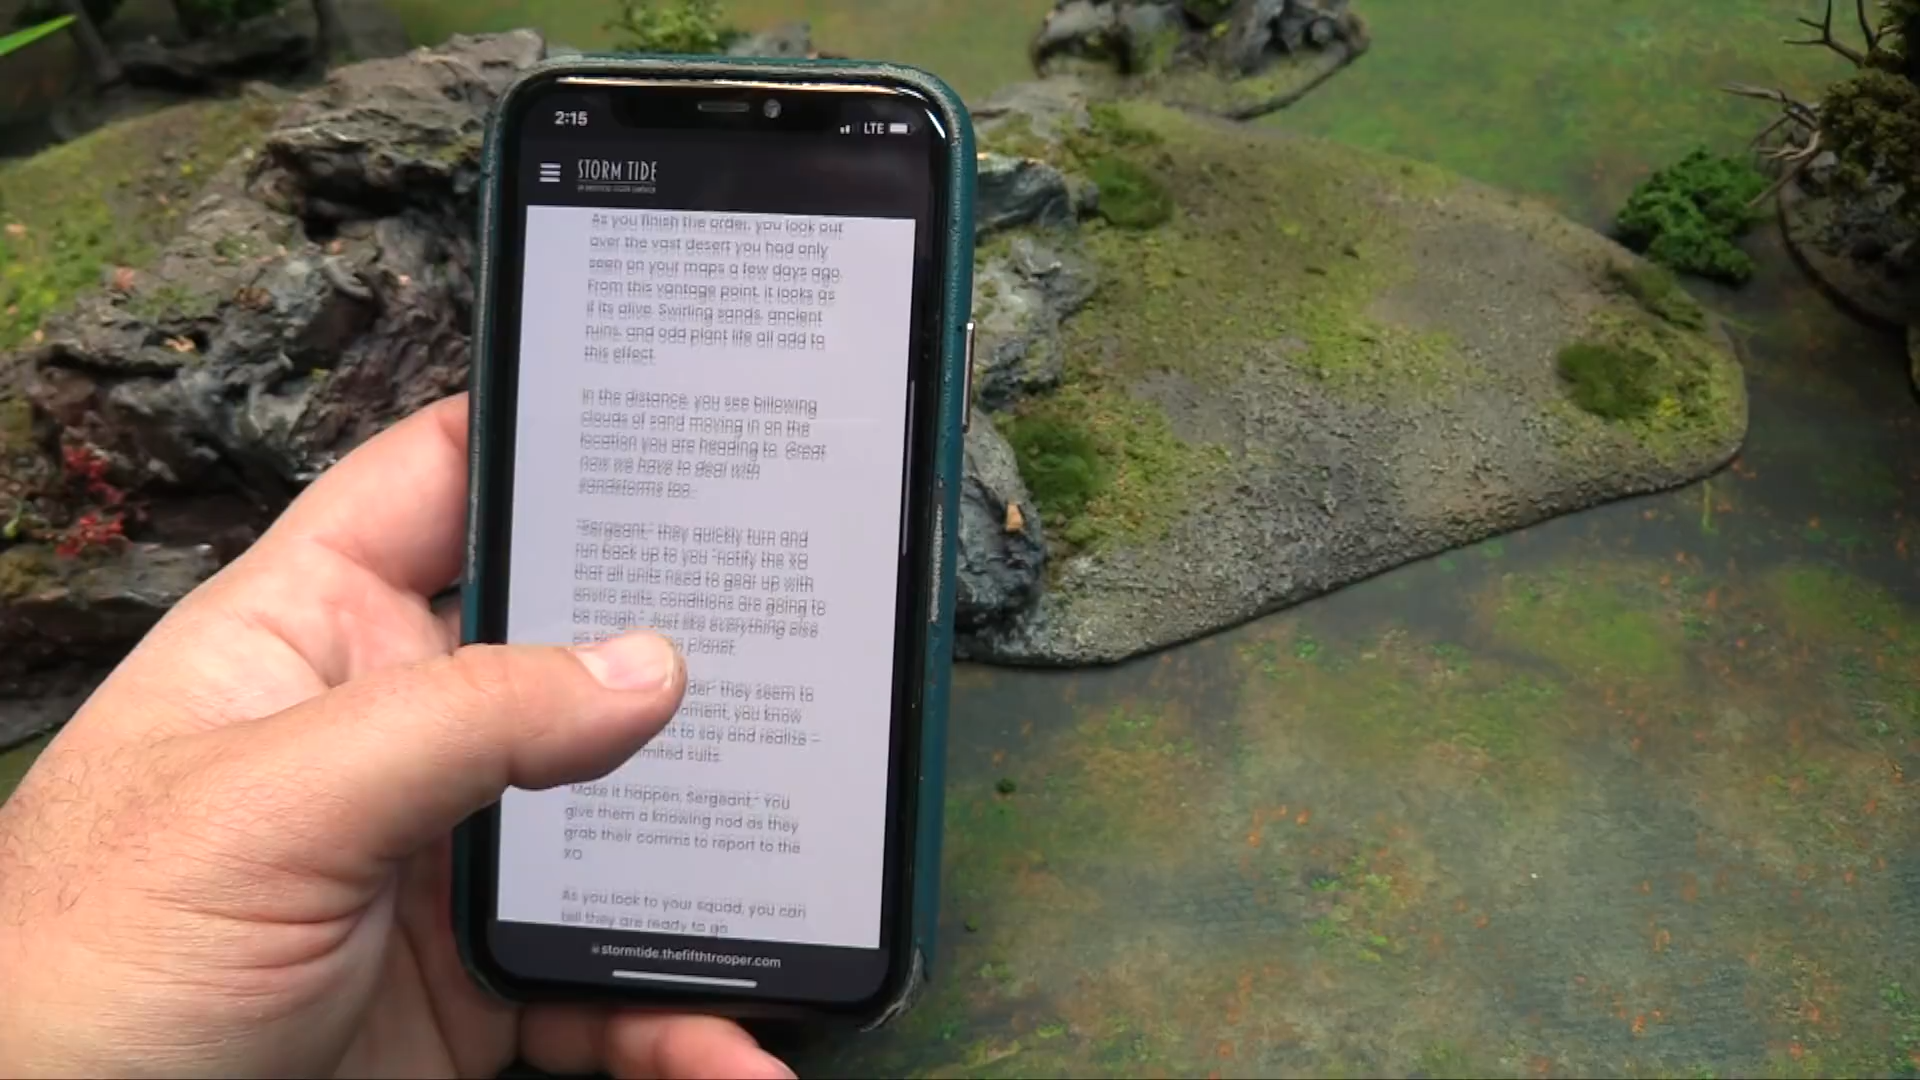 2:15
LTE
STORM TIDE
As you finish the order, you look out
over the vast desert you had only
seen on your maps a few days ago.
From this vantage point, it looks as
if its alive. Swirling sands, ancient
ruins, and odd plant life all add to
this effect.
In the distance, you see billowing
clouds of sand moving in on the
location you are heading to. Great
now we have to deal with
sandstorms too.
"Sergeant," they quickly turn and
run back up to you "notify the XO
that all units need to gear up with
enviro suits, conditions are going to
be rough." Just like everything else
planet.
they seem to
moment, you know
to say and realize –
limited suits.
"Make it happen, Sergeant." You
give them a knowing nod as they
grab their comms to report to the
XO
As you look to your squad, you can
tell they are ready to go.
stormtide.thefifthtrooper.com